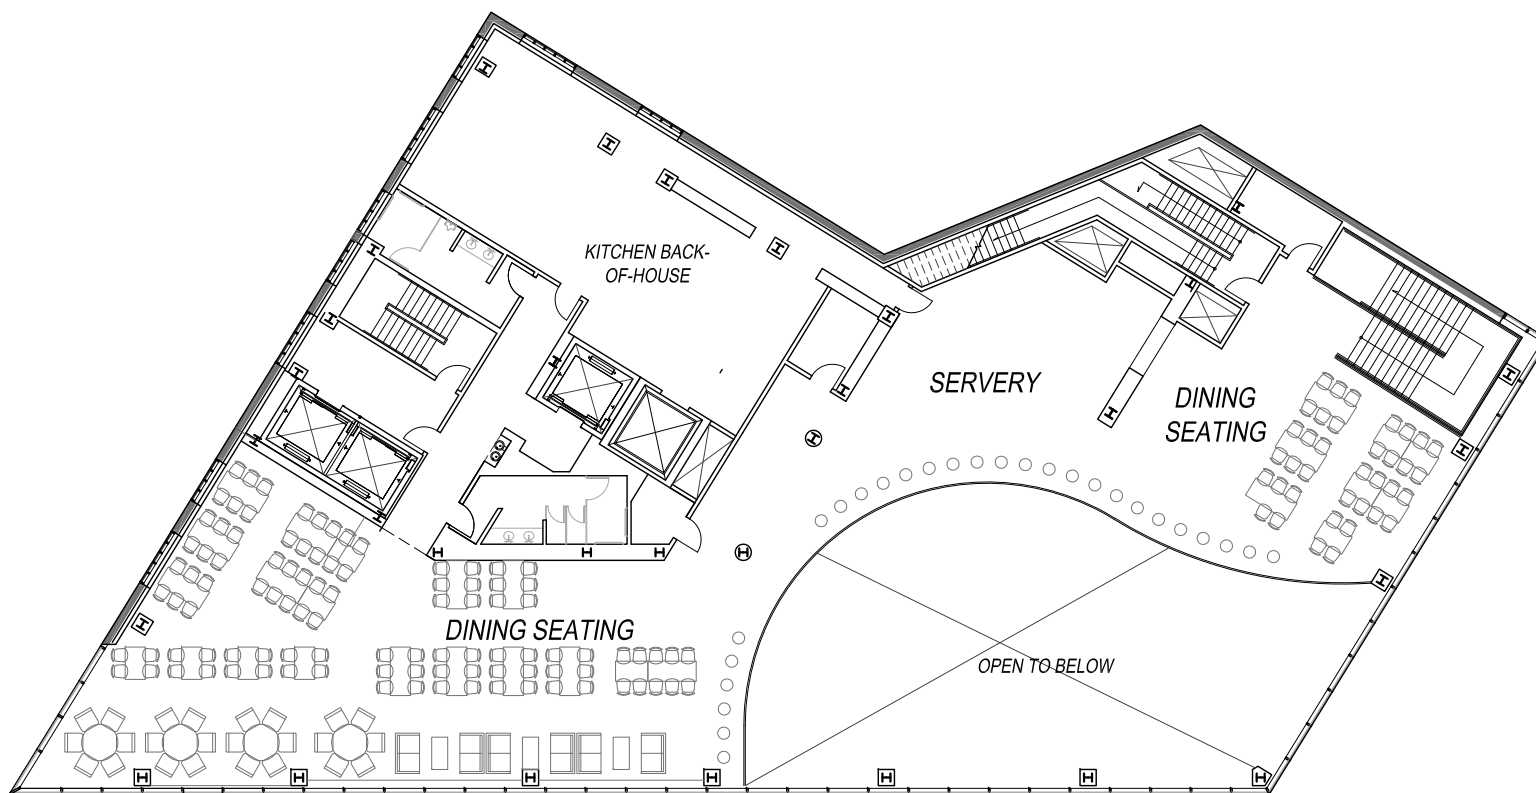 KITCHEN BACK-
OF-HOUSE
SERVERY
DINING
SEATING
DINING SEATING
OPEN TO BELOW